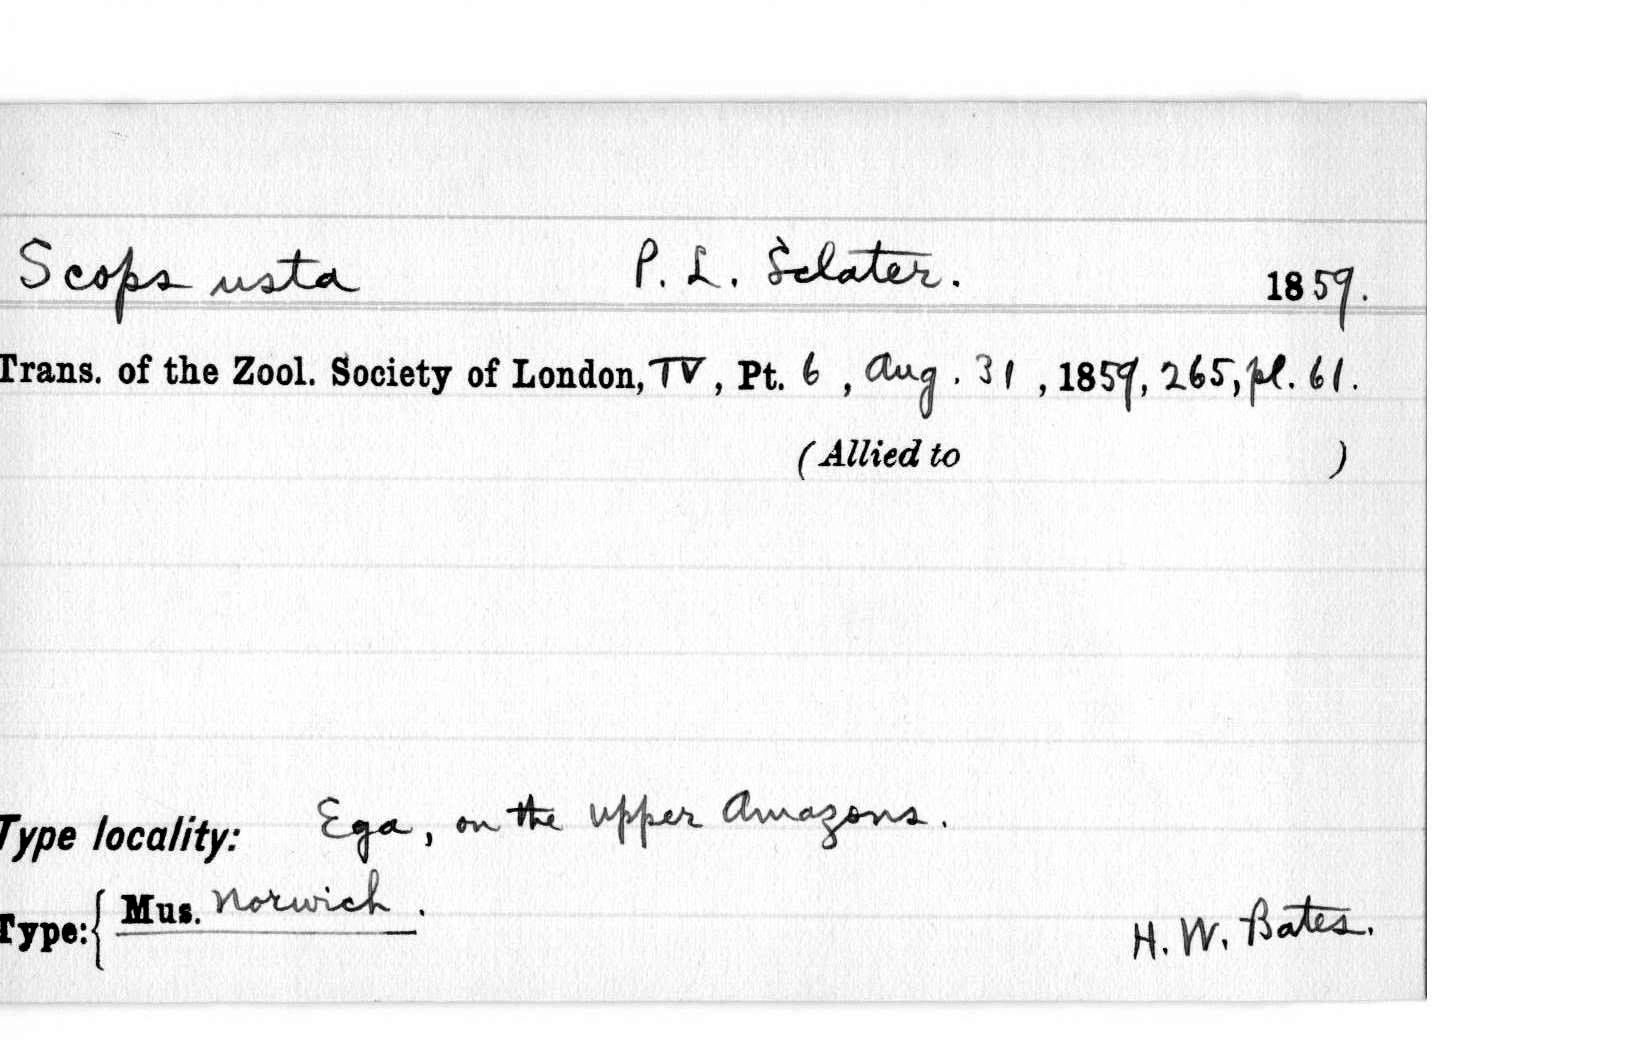 Scops usta P. L. Sclater. 1859.
Trans. of the Zool. Society of London, IV, Pt. 6, Aug. 31, 1859, 265, pl. 61.
(Allied to )
Type locality: Ega, on the upper Amazons.
Type: { Mus. Norwich.
H. W. Bates.